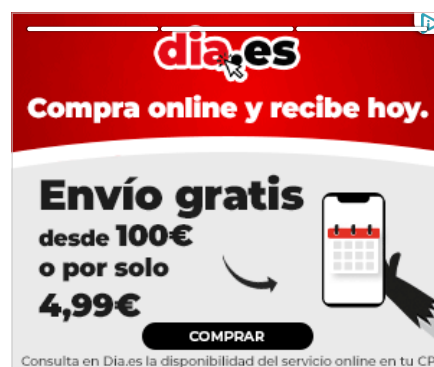 dia.es
Compra online y recibe hoy.
Envío gratis
desde 100€
o por solo
4,99€
COMPRAR
Consulta en Dia.es la disponibilidad del servicio online en tu CP